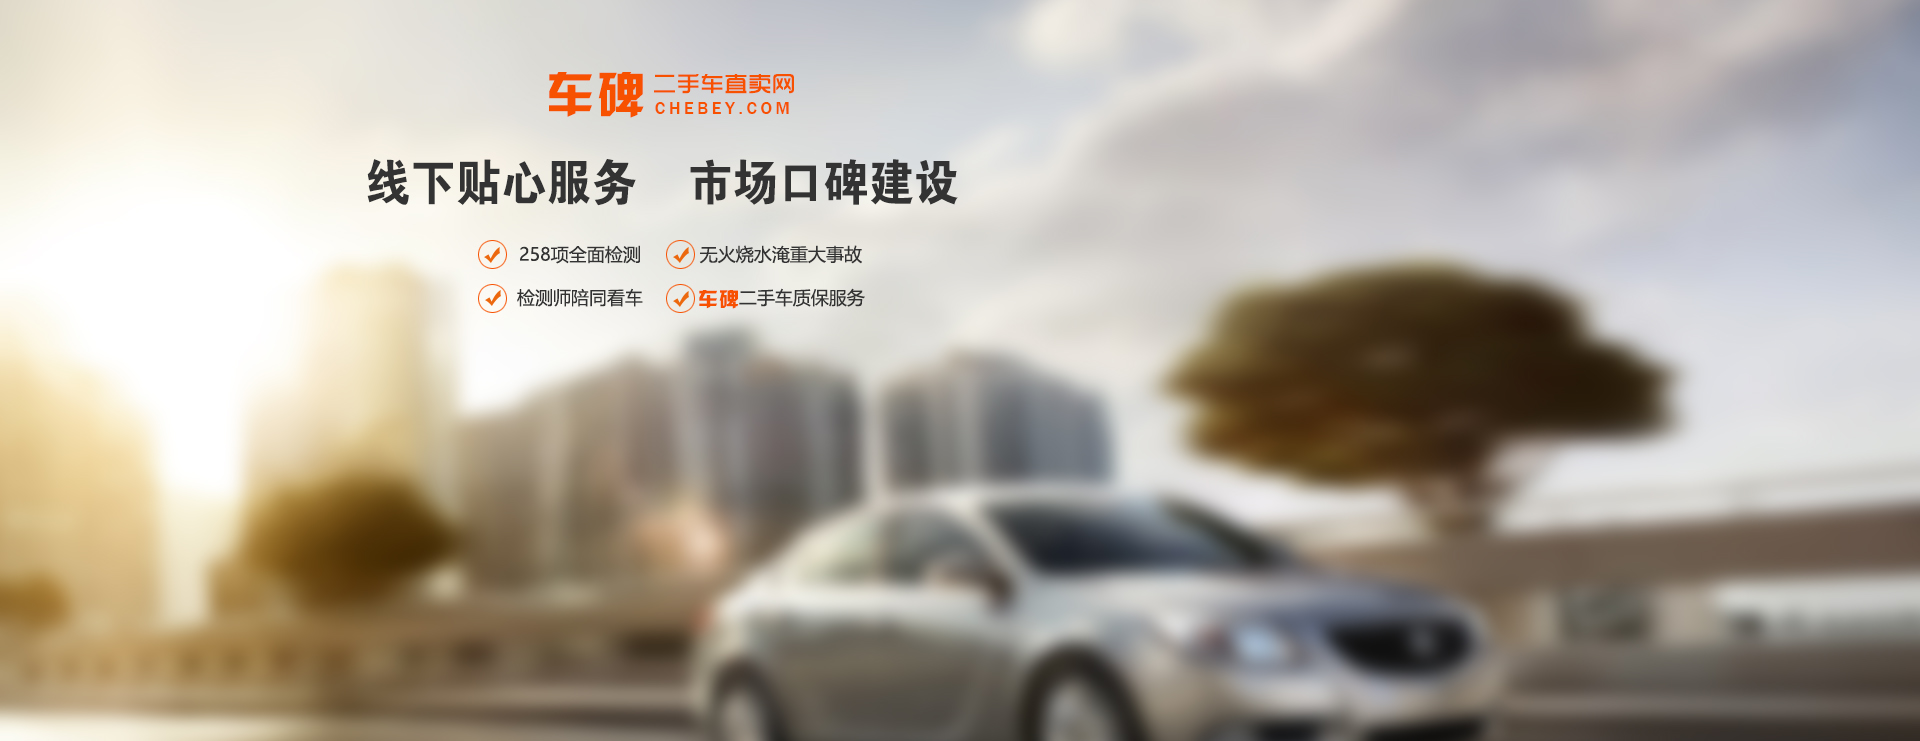 车碑 二手车直卖网
CHEBEY.COM
线下贴心服务 市场口碑建设
258项全面检测 无火烧水淹重大事故
检测师陪同看车 车碑二手车质保服务